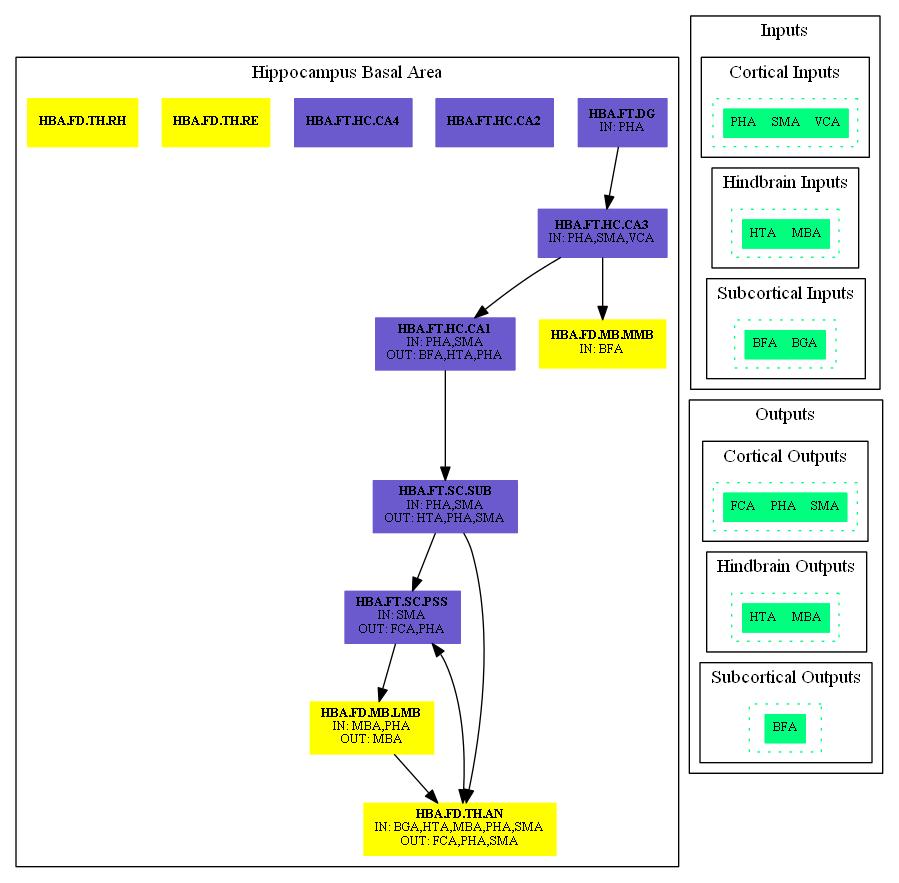 Hippocampus Basal Area
HBA.FD.TH.RH
HBA.FD.TH.RE
HBA.FT.HC.CA4
HBA.FT.HC.CA2
HBA.FT.DG
IN: PHA
HBA.FT.HC.CA3
IN: PHA,SMA,VCA
HBA.FT.HC.CA1
IN: PHA,SMA
OUT: BFA,HTA,PHA
HBA.FD.MB.MMB
IN: BFA
HBA.FT.SC.SUB
IN: PHA,SMA
OUT: HTA,PHA,SMA
HBA.FT.SC.PSS
IN: SMA
OUT: FCA,PHA
HBA.FD.MB.LMB
IN: MBA,PHA
OUT: MBA
HBA.FD.TH.AN
IN: BGA,HTA,MBA,PHA,SMA
OUT: FCA,PHA,SMA
Inputs
Cortical Inputs
PHA SMA VCA
Hindbrain Inputs
HTA MBA
Subcortical Inputs
BFA BGA
Outputs
Cortical Outputs
FCA PHA SMA
Hindbrain Outputs
HTA MBA
Subcortical Outputs
BFA